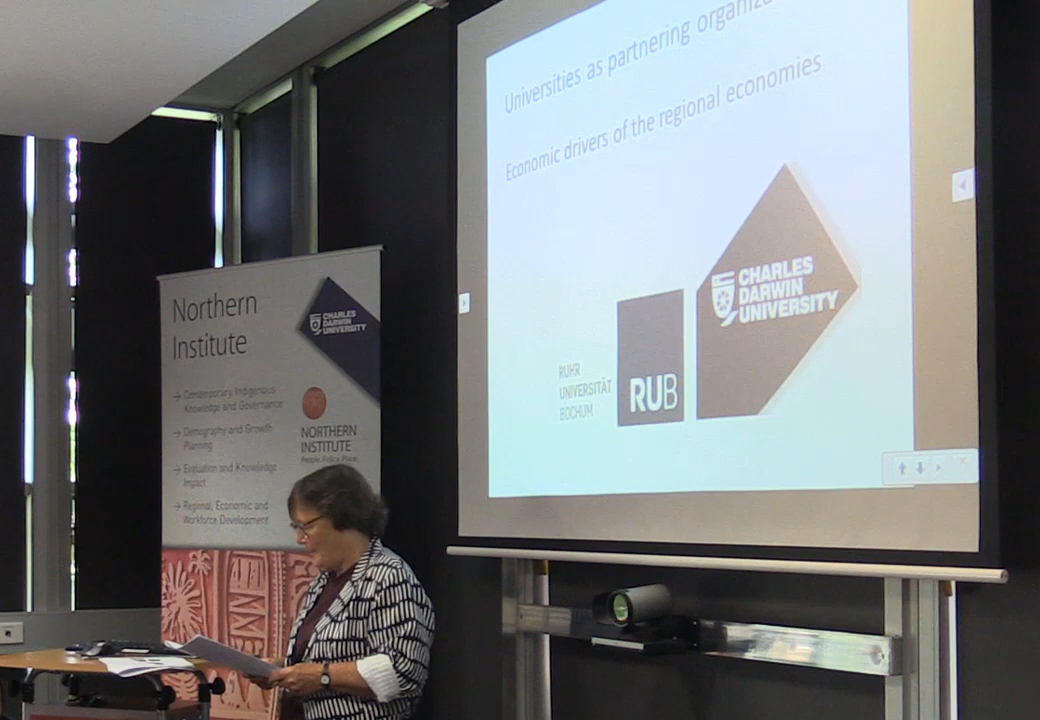 Universities as partnering
Economic drivers of the regional economies
CHARLES
DARWIN
UNIVERSITY
RUHR
UNIVERSITÄT
BOCHUM
RUB
Northern
Institute
CHARLES
DARWIN
UNIVERSITY
→ Contemporary Indigenous
Knowledge and Governance
→ Demography and Growth
Planning
→ Evaluation and Knowledge
Impact
→ Regional, Economic and
Workforce Development
NORTHERN
INSTITUTE
People. Policy. Place.